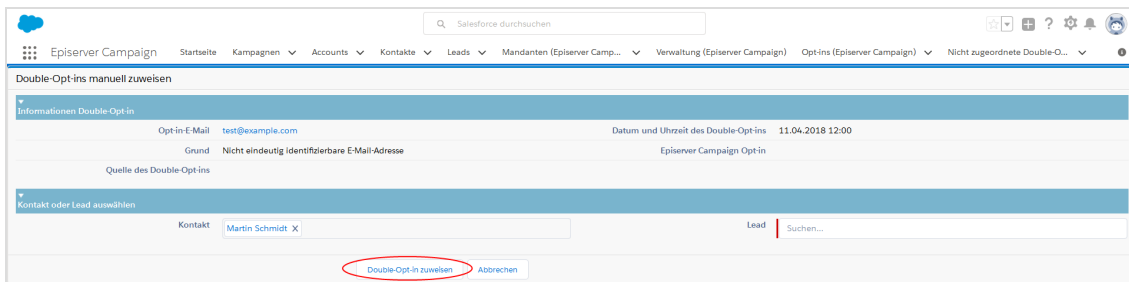 Salesforce durchsuchen
Episerver Campaign Startseite Kampagnen Accounts Kontakte Leads Mandanten (Episerver Camp... Verwaltung (Episerver Campaign) Opt-ins (Episerver Campaign) Nicht zugeordnete Double-O...
Double-Opt-ins manuell zuweisen
Informationen Double-Opt-in
Opt-in-E-Mail test@example.com Datum und Uhrzeit des Double-Opt-ins 11.04.2018 12:00
Grund Nicht eindeutig identifizierbare E-Mail-Adresse Episerver Campaign Opt-in
Quelle des Double-Opt-ins
Kontakt oder Lead auswählen
Kontakt Martin Schmidt X Lead Suchen...
Double-Opt-in zuweisen Abbrechen